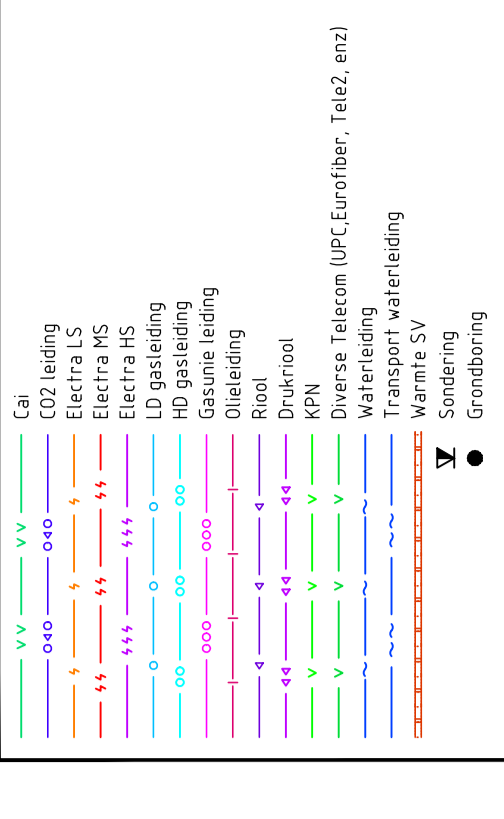 Cai
CO2 leiding
Electra LS
Electra MS
Electra HS
LD gasleiding
HD gasleiding
Gasunie leiding
Olieleiding
Riool
Drukriool
KPN
Diverse Telecom (UPC,Eurofiber, Tele2, enz)
Waterleiding
Transport waterleiding
Warmte SV
Sondering
Grondboring